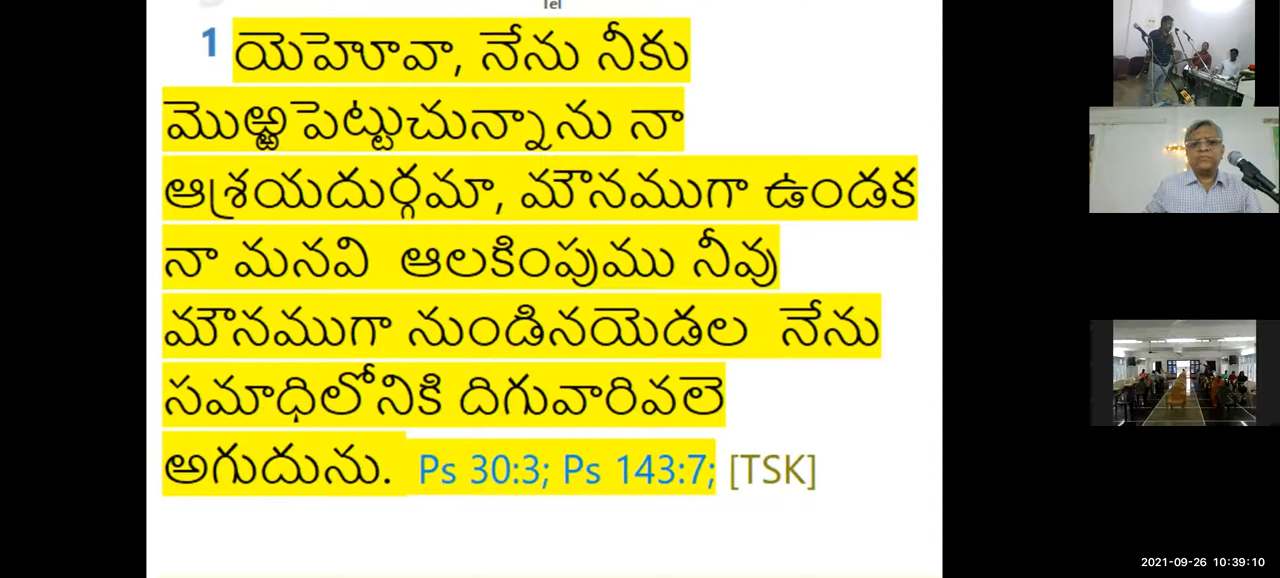 Tel
1 యెహోవా, నేను నీకు
మొఱ్ఱపెట్టుచున్నాను నా
ఆశ్రయదుర్గమా, మౌనముగా ఉండక
నా మనవి ఆలకింపుము నీవు
మౌనముగా నుండినయెడల నేను
సమాధిలోనికి దిగువారివలె
అగుదును. Ps 30:3; Ps 143:7; [TSK]
2021-09-26 10:39:10